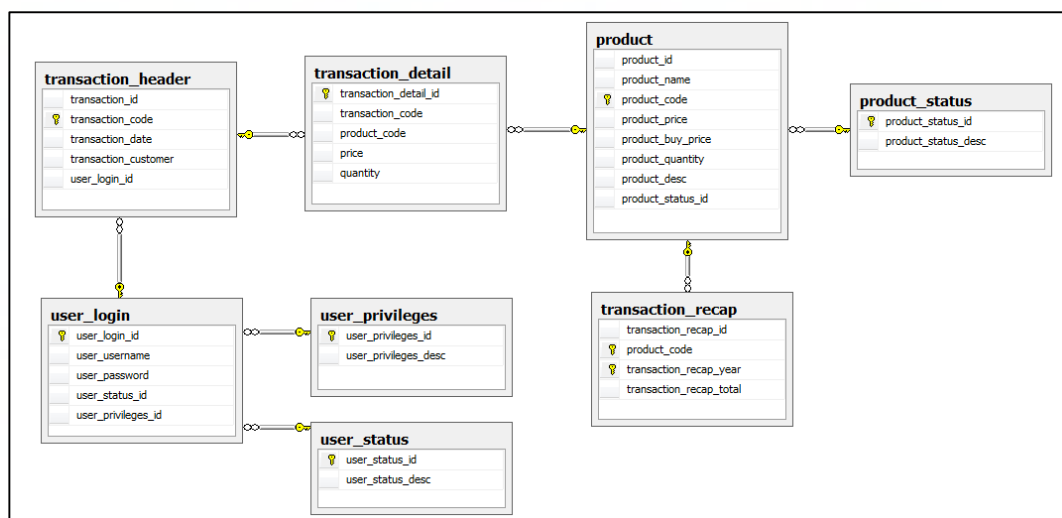 transaction_header
transaction_id
transaction_code
transaction_date
transaction_customer
user_login_id
transaction_detail
transaction_detail_id
transaction_code
product_code
price
quantity
product
product_id
product_name
product_code
product_price
product_buy_price
product_quantity
product_desc
product_status_id
product_status
product_status_id
product_status_desc
user_login
user_login_id
user_username
user_password
user_status_id
user_privileges_id
user_privileges
user_privileges_id
user_privileges_desc
user_status
user_status_id
user_status_desc
transaction_recap
transaction_recap_id
product_code
transaction_recap_year
transaction_recap_total